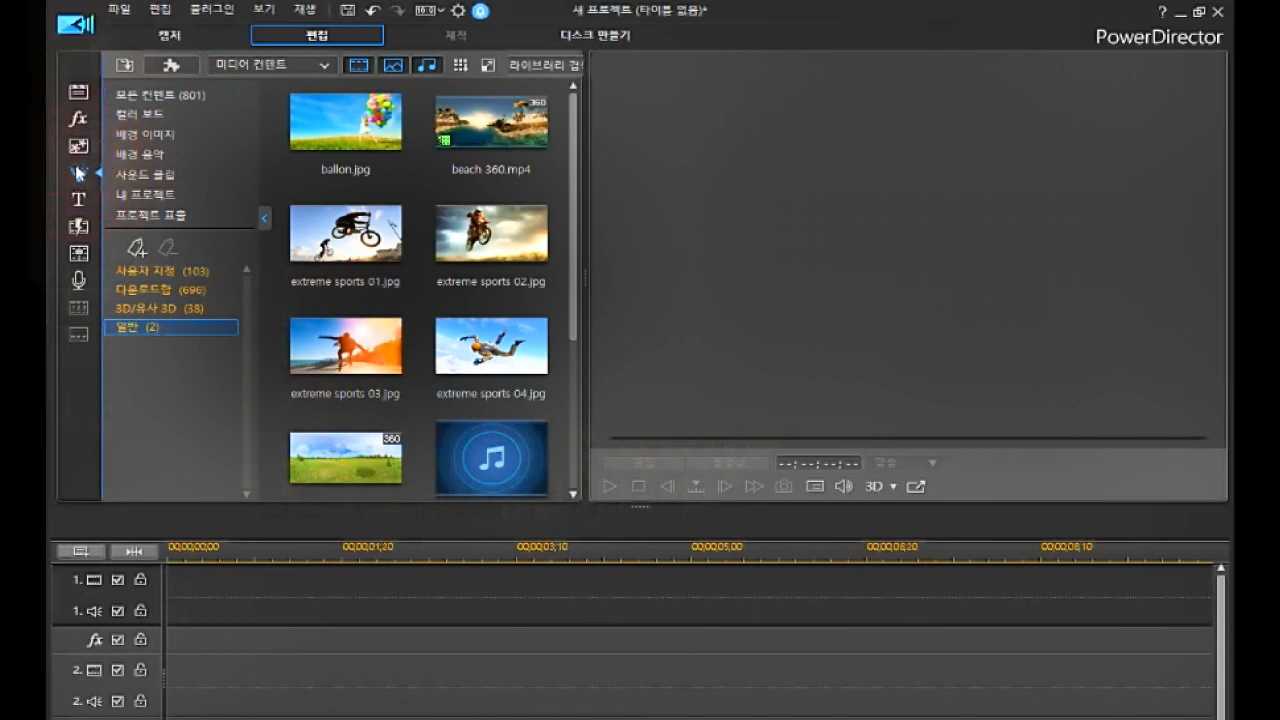 파일 편집 플러그인 보기 재생
새 프로젝트 (타이틀 없음)*
PowerDirector
캡처 편집 제작 디스크 만들기
미디어 컨텐트
라이브러리 검
모든 컨텐트 (801)
컬러 보드
배경 이미지
배경 음악
사운드 클립
내 프로젝트
프로젝트 표출
사용자 지정 (103)
다운로드함 (696)
3D/유사 3D (38)
일반 (2)
360
ballon.jpg
beach 360.mp4
extreme sports 01.jpg
extreme sports 02.jpg
extreme sports 03.jpg
extreme sports 04.jpg
360
--;--;--;--
3D
00;00;00;00 00;00;01;20 00;00;03;10 00;00;05;00 00;00;06;20 00;00;08;10
1.
1.
fx
2.
2.